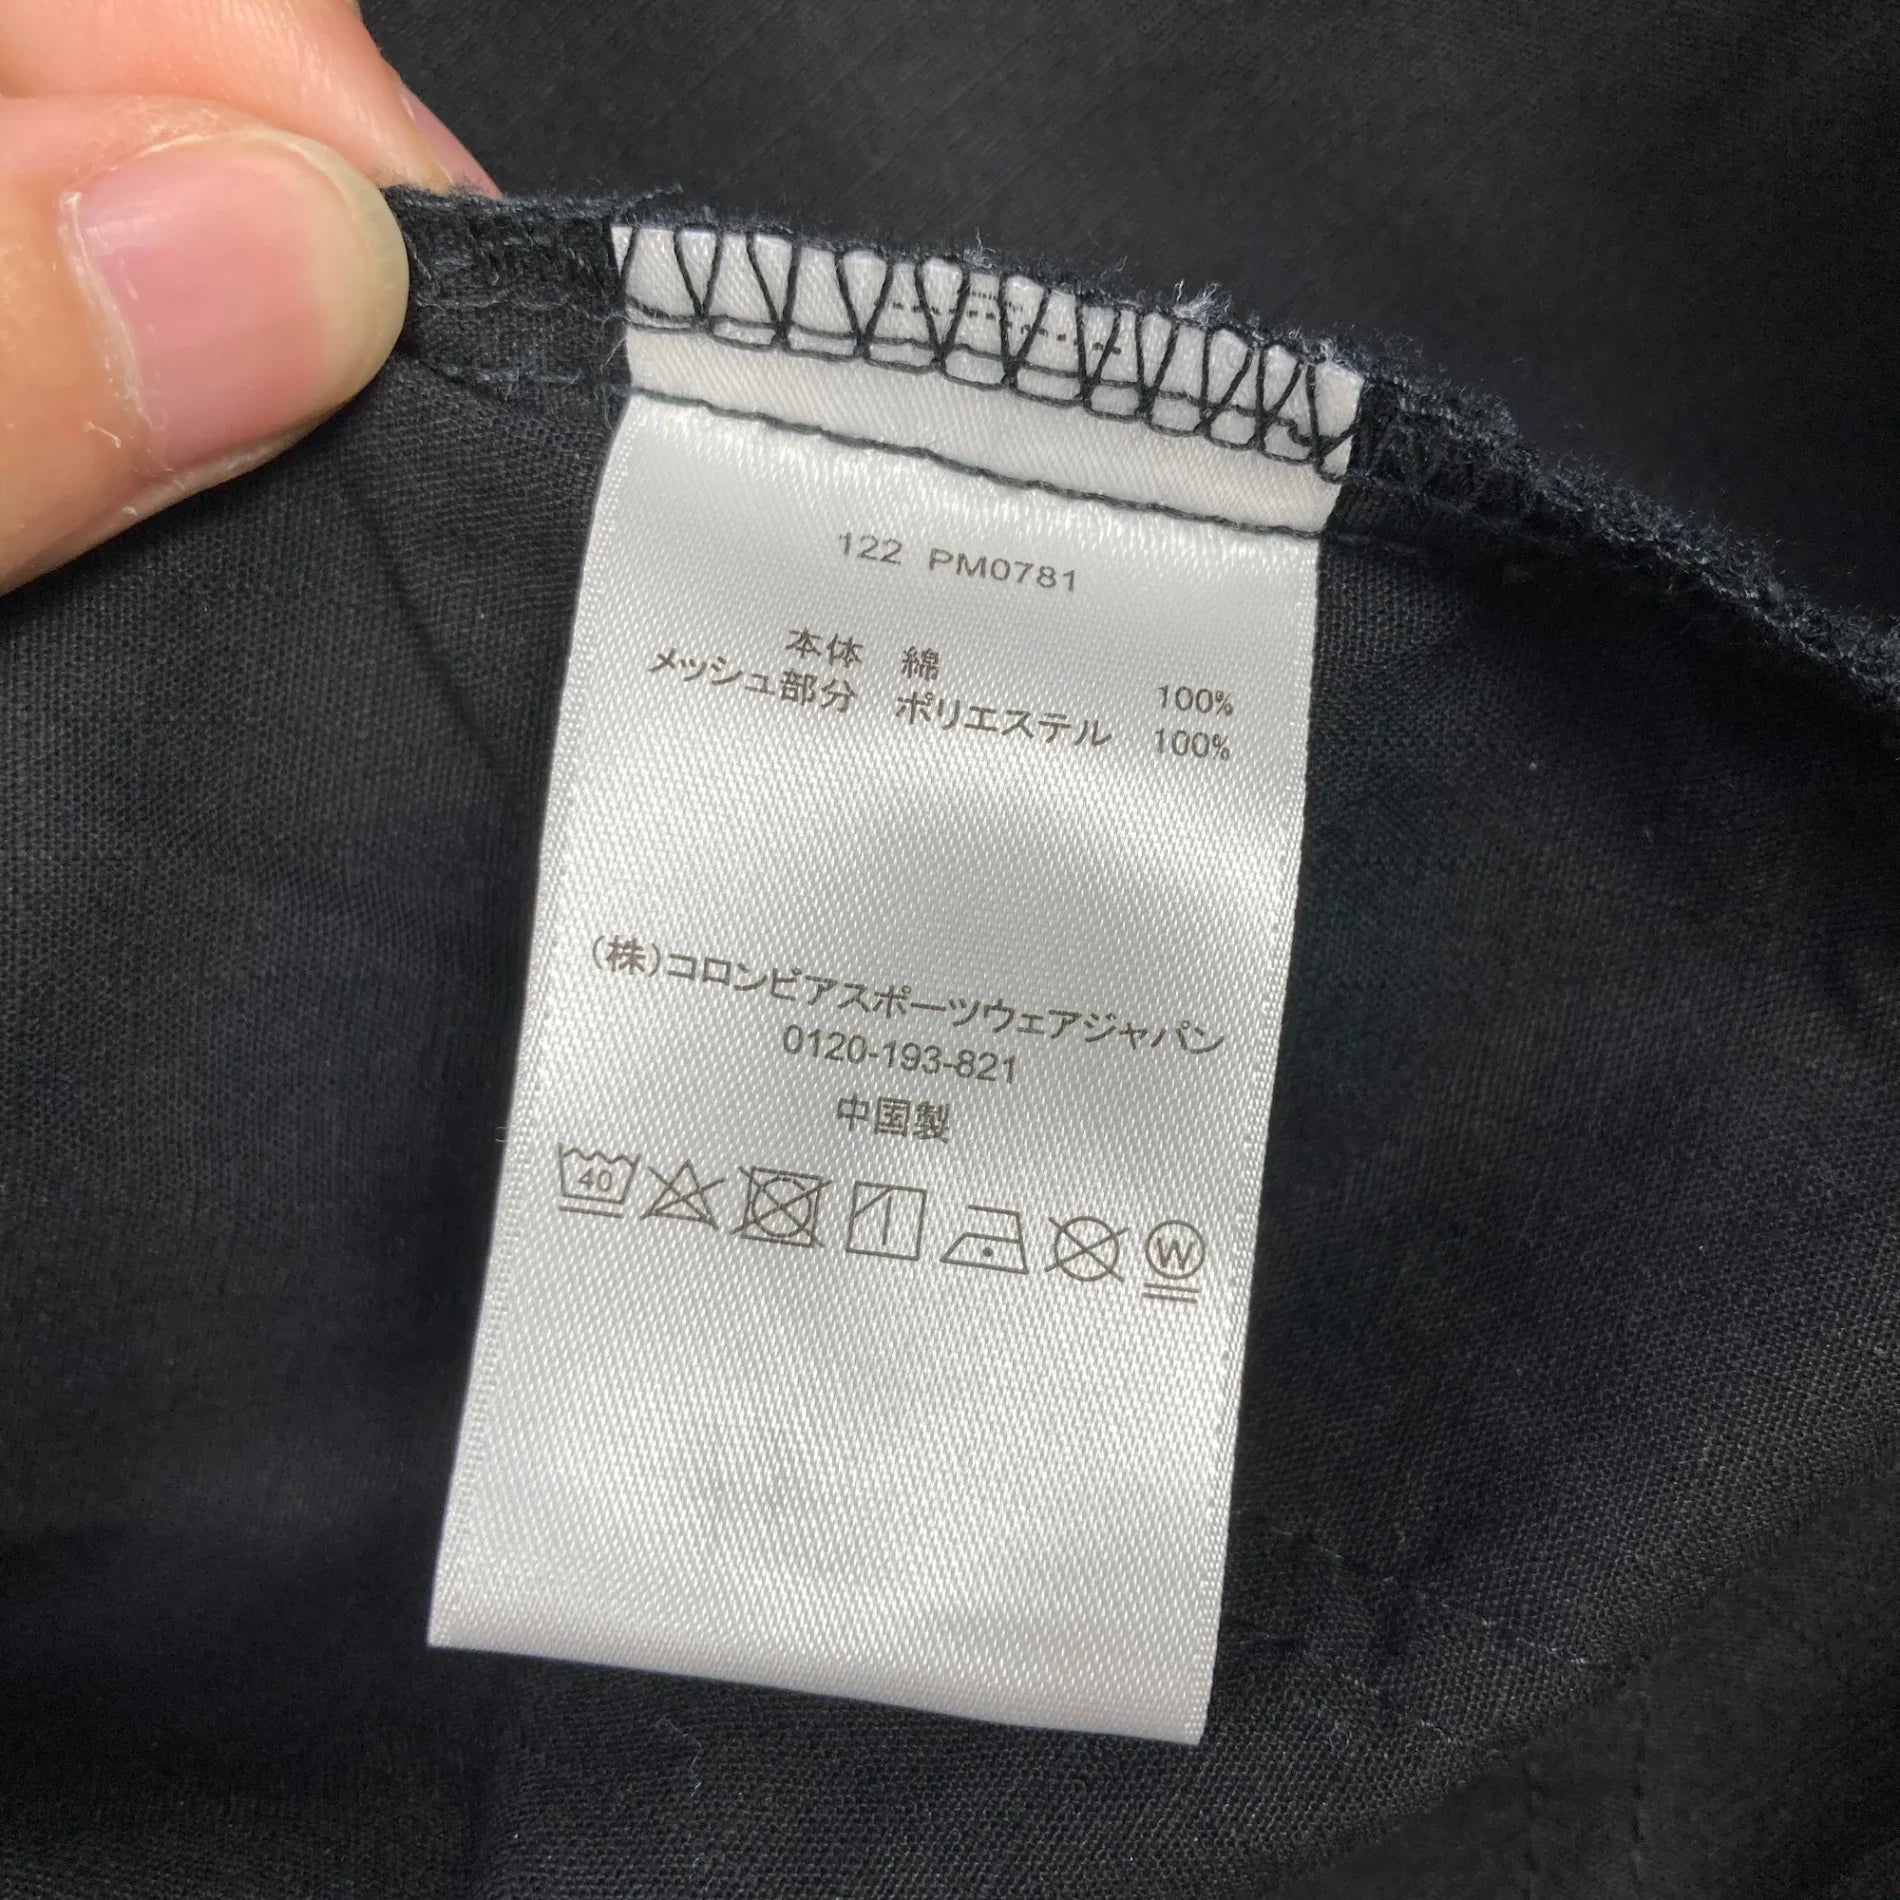 122 PM0781
本体 綿 100%
メッシュ部分 ポリエステル 100%
(株)コロンビアスポーツウェアジャパン
0120-193-821
中国製
40
W